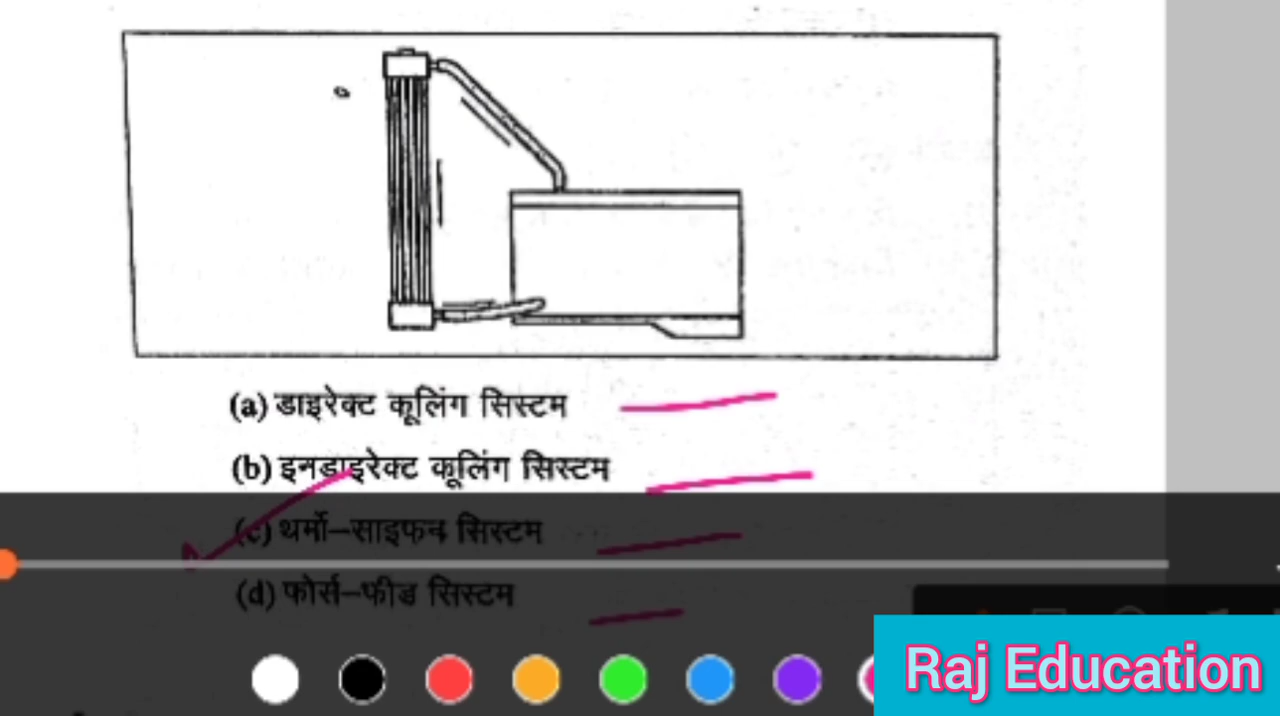 (a) डाइरेक्ट कूलिंग सिस्टम
(b) इनडाइरेक्ट कूलिंग सिस्टम
(c) थर्मो–साइफन सिस्टम
(d) फोर्स–फीड सिस्टम
Raj Education